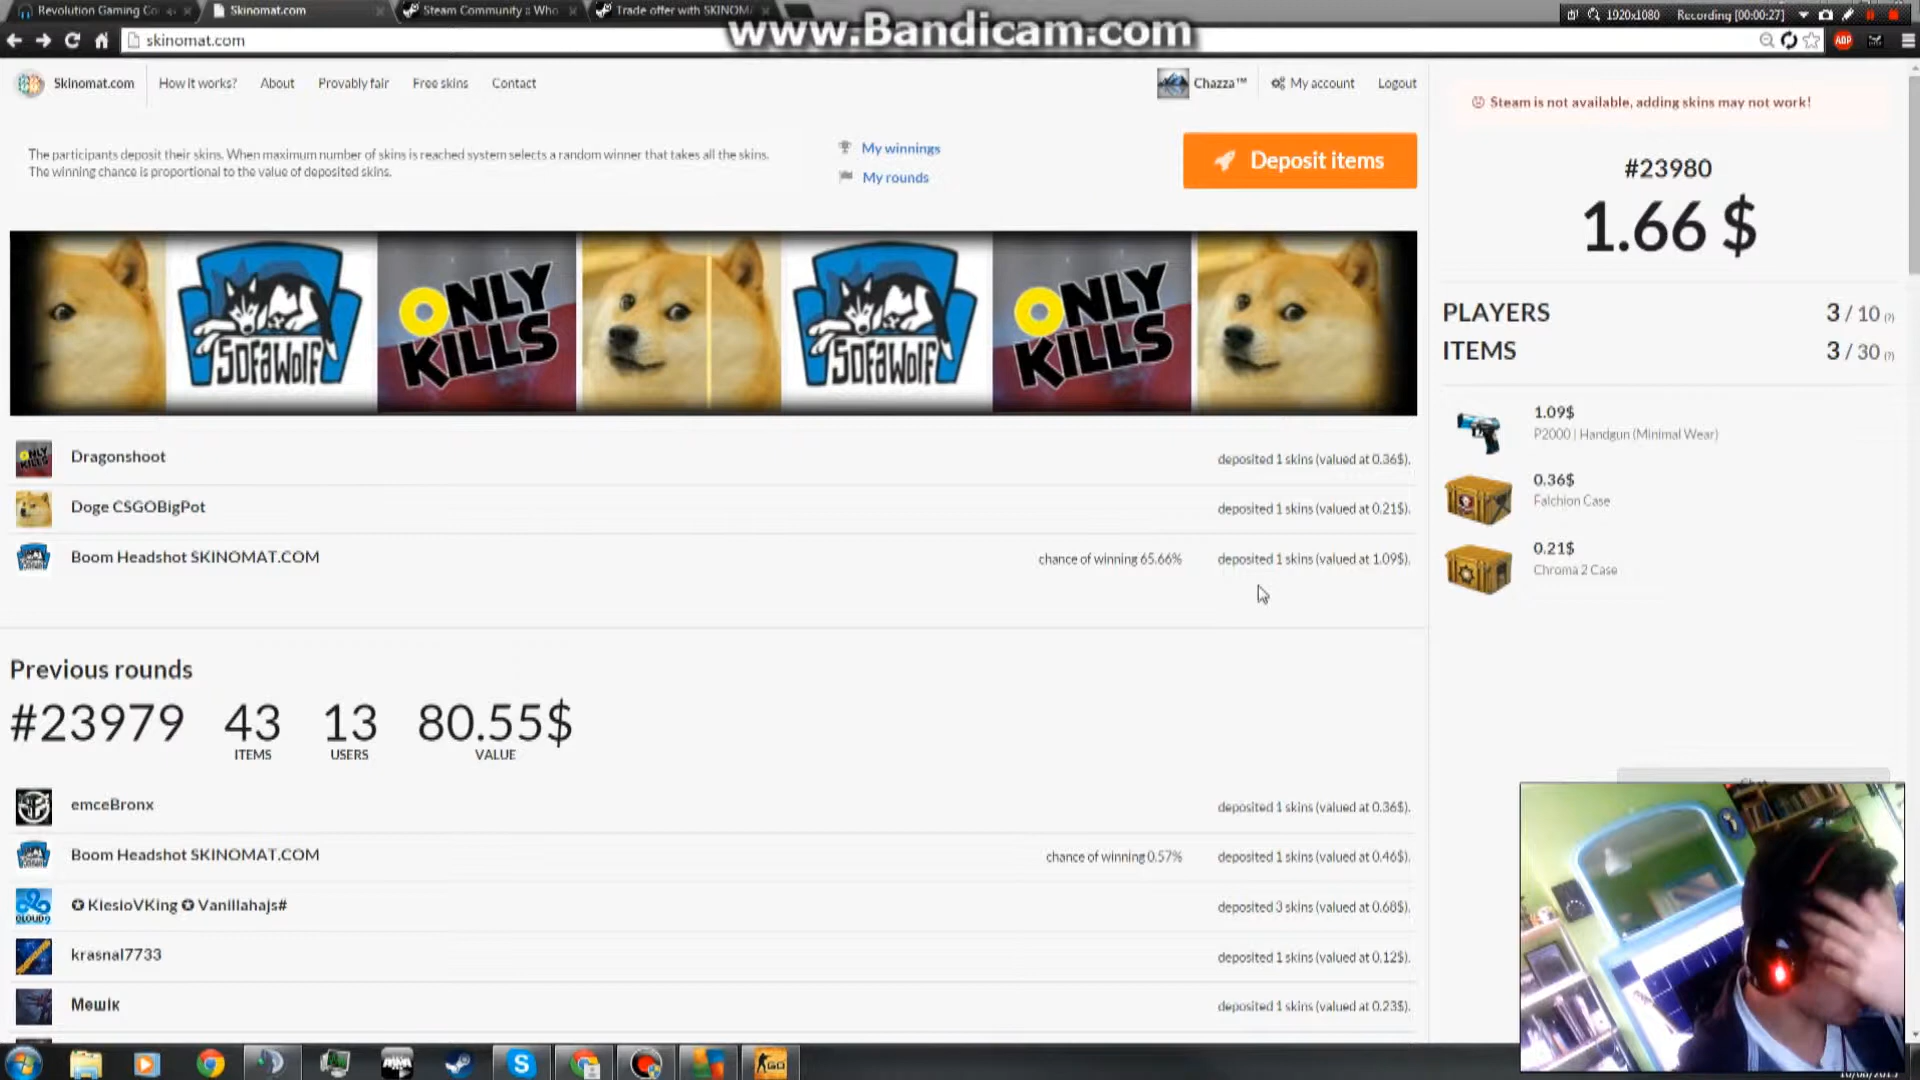 Revolution Gaming Co
Skinomat.com
Steam Community :: Who
Trade offer with SKINOM
www.Bandicam.com
1920x1080
Recording [00:00:27]
skinomat.com
ABP
Skinomat.com
How it works?
About
Provably fair
Free skins
Contact
Chazza™
My account
Logout
Steam is not available, adding skins may not work!
The participants deposit their skins. When maximum number of skins is reached system selects a random winner that takes all the skins.
The winning chance is proportional to the value of deposited skins.
My winnings
My rounds
Deposit items
#23980
1.66 $
PLAYERS 3 / 10 (?)
ITEMS 3 / 30 (?)
SOFAWOLF
ONLY
KILLS
SOFAWOLF
ONLY
KILLS
1.09$
P2000 | Handgun (Minimal Wear)
0.36$
Falchion Case
0.21$
Chroma 2 Case
ONLY
KILLS
Dragonshoot
deposited 1 skins (valued at 0.36$).
Doge CSGOBigPot
deposited 1 skins (valued at 0.21$).
Boom Headshot SKINOMAT.COM
chance of winning 65.66%
deposited 1 skins (valued at 1.09$).
Previous rounds
#23979
43
ITEMS
13
USERS
80.55$
VALUE
emceBronx
deposited 1 skins (valued at 0.36$).
Boom Headshot SKINOMAT.COM
chance of winning 0.57%
deposited 1 skins (valued at 0.46$).
CLOUD9
✪ KiesioVKing ✪ Vanillahajs#
deposited 3 skins (valued at 0.68$).
krasnal7733
deposited 1 skins (valued at 0.12$).
Мешік
deposited 1 skins (valued at 0.23$).
GO